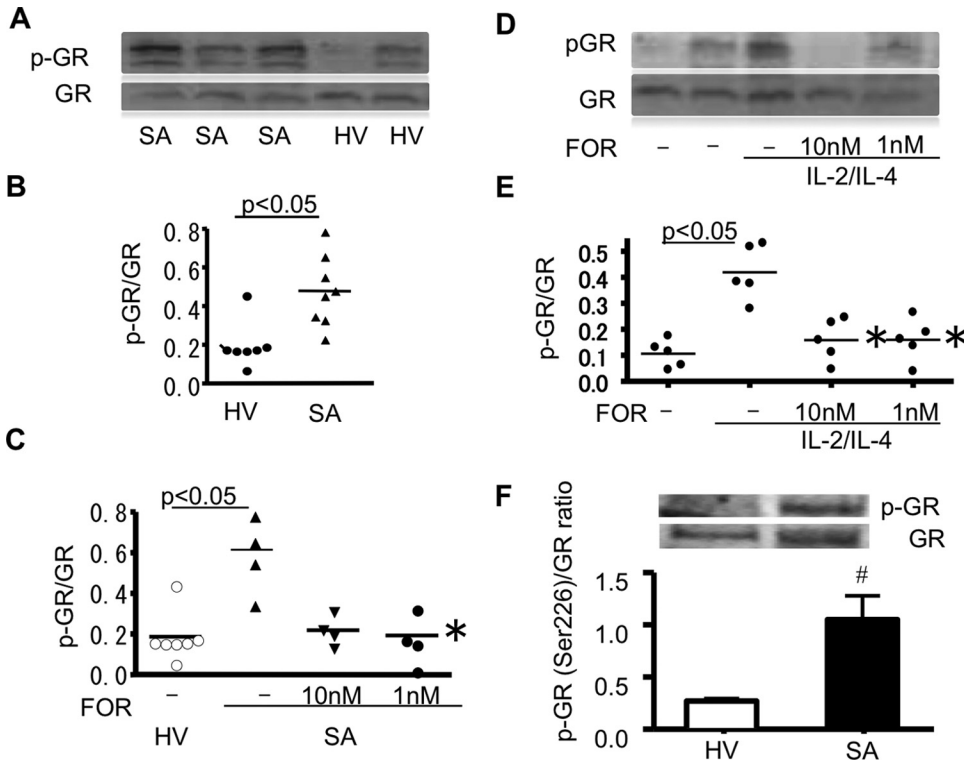 A
p-GR
GR
SA SA SA HV HV
B
p<0.05
p-GR/GR
0.8
0.6
0.4
0.2
0.0
HV SA
C
p<0.05
p-GR/GR
0.8
0.6
0.4
0.2
0.0
FOR – – 10nM 1nM
*
HV SA
D
pGR
GR
FOR – – – 10nM 1nM
IL-2/IL-4
E
p<0.05
p-GR/GR
0.5
0.4
0.3
0.2
0.1
0.0
* *
FOR – – 10nM 1nM
IL-2/IL-4
F
p-GR
GR
p-GR (Ser226)/GR ratio
1.5
1.0
0.5
0.0
#
HV SA